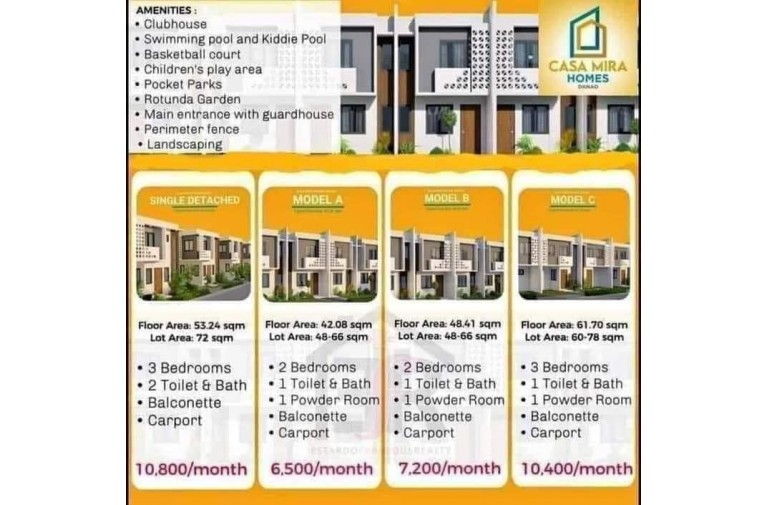 AMENITIES :
• Clubhouse
• Swimming pool and Kiddie Pool
• Basketball court
• Children's play area
• Pocket Parks
• Rotunda Garden
• Main entrance with guardhouse
• Perimeter fence
• Landscaping
CASA MIRA
HOMES
DANAO
SINGLE DETACHED
Floor Area: 53.24 sqm
Lot Area: 72 sqm
• 3 Bedrooms
• 2 Toilet & Bath
• Balconette
• Carport
10,800/month
MODEL A
Floor Area: 42.08 sqm
Lot Area: 48-66 sqm
• 2 Bedrooms
• 1 Toilet & Bath
• 1 Powder Room
• Balconette
• Carport
6,500/month
MODEL B
Floor Area: 48.41 sqm
Lot Area: 48-66 sqm
• 2 Bedrooms
• 1 Toilet & Bath
• 1 Powder Room
• Balconette
• Carport
7,200/month
MODEL C
Floor Area: 61.70 sqm
Lot Area: 60-78 sqm
• 3 Bedrooms
• 1 Toilet & Bath
• 1 Powder Room
• Balconette
• Carport
10,400/month